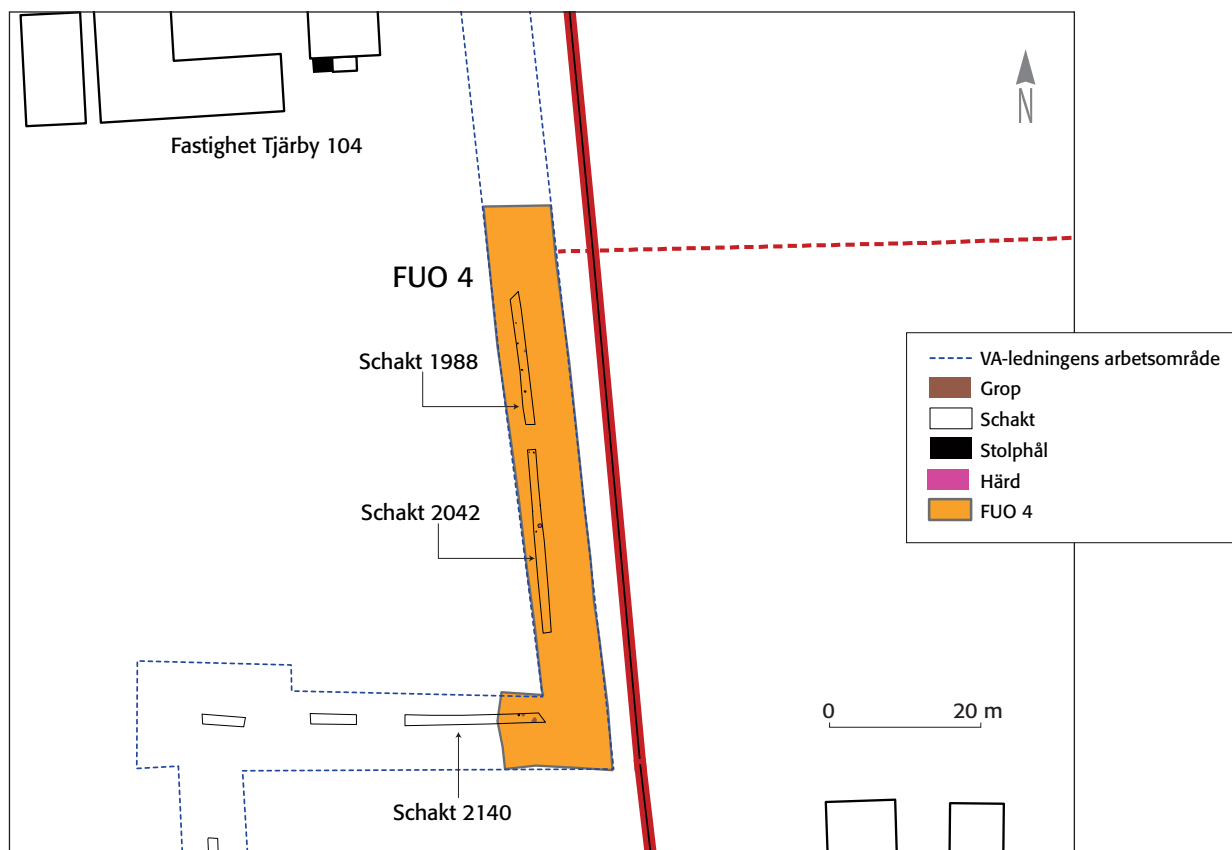 Fastighet Tjärby 104
N
FUO 4
Schakt 1988
Schakt 2042
Schakt 2140
VA-ledningens arbetsområde
Grop
Schakt
Stolphål
Härd
FUO 4
0 20 m